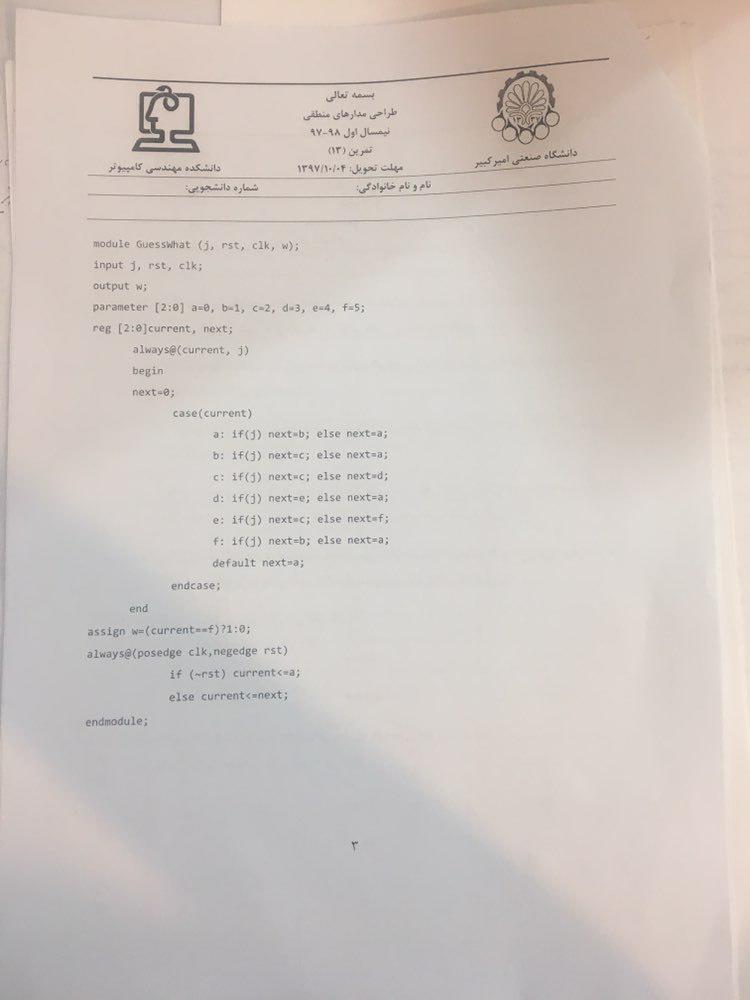 بسمه تعالی
طراحی مدارهای منطقی
نیمسال اول ۹۸-۹۷
تمرین (۱۳)
مهلت تحویل: ۱۳۹۷/۱۰/۰۴
دانشگاه صنعتی امیرکبیر
دانشکده مهندسی کامپیوتر
نام و نام خانوادگی: شماره دانشجویی:
module GuessWhat (j, rst, clk, w);
input j, rst, clk;
output w;
parameter [2:0] a=0, b=1, c=2, d=3, e=4, f=5;
reg [2:0]current, next;
always@(current, j)
begin
next=0;
case(current)
a: if(j) next=b; else next=a;
b: if(j) next=c; else next=a;
c: if(j) next=c; else next=d;
d: if(j) next=e; else next=a;
e: if(j) next=c; else next=f;
f: if(j) next=b; else next=a;
default next=a;
endcase;
end
assign w=(current==f)?1:0;
always@(posedge clk,negedge rst)
if (~rst) current<=a;
else current<=next;
endmodule;
۳